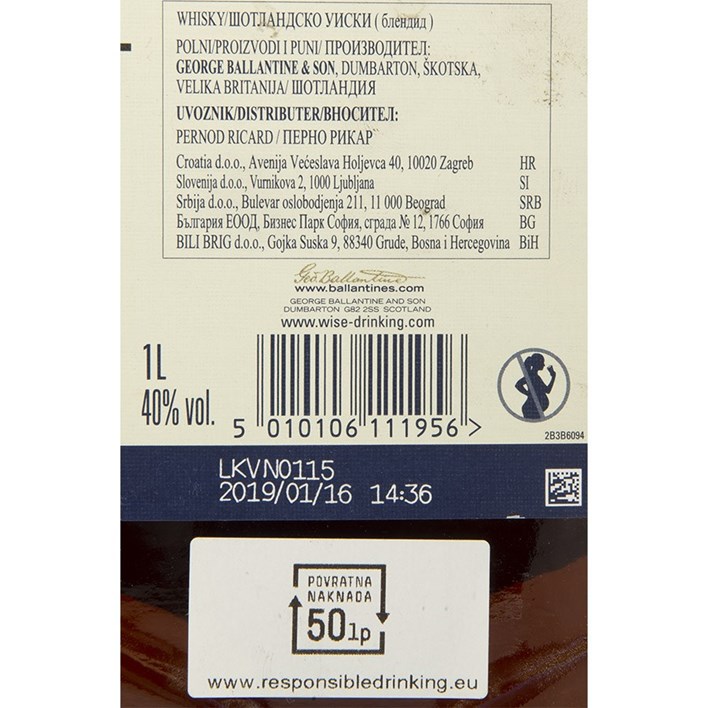 WHISKY/ШОТЛАНДСКО УИСКИ ( блендид )
POLNI/PROIZVODI I PUNI/ ПРОИЗВОДИТЕЛ:
GEORGE BALLANTINE & SON, DUMBARTON, ŠKOTSKA,
VELIKA BRITANIJA/ ШОТЛАНДИЯ
UVOZNIK/DISTRIBUTER/ВНОСИТЕЛ:
PERNOD RICARD / ПЕРНО РИКАР
Croatia d.o.o., Avenija Većeslava Holjevca 40, 10020 Zagreb HR
Slovenija d.o.o., Vurnikova 2, 1000 Ljubljana SI
Srbija d.o.o., Bulevar oslobodjenja 211, 11 000 Beograd SRB
България ЕООД, Бизнес Парк София, сграда № 12, 1766 София BG
BILI BRIG d.o.o., Gojka Suska 9, 88340 Grude, Bosna i Hercegovina BiH
Geo. Ballantine
www.ballantines.com
GEORGE BALLANTINE AND SON
DUMBARTON G82 2SS SCOTLAND
www.wise-drinking.com
1L
40% vol.
5 010106 111956 >
2B3B6094
LKVN0115
2019/01/16 14:36
POVRATNA
NAKNADA
50lp
www.responsibledrinking.eu